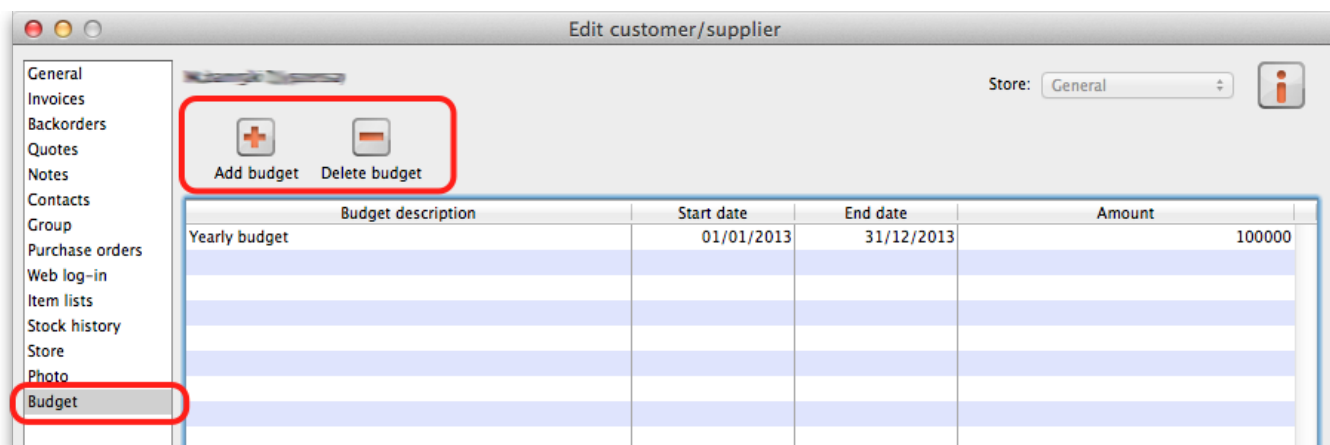 Edit customer/supplier
General
Invoices
Backorders
Quotes
Notes
Contacts
Group
Purchase orders
Web log-in
Item lists
Stock history
Store
Photo
Budget
Store: General
Add budget Delete budget
Budget description Start date End date Amount
Yearly budget 01/01/2013 31/12/2013 100000